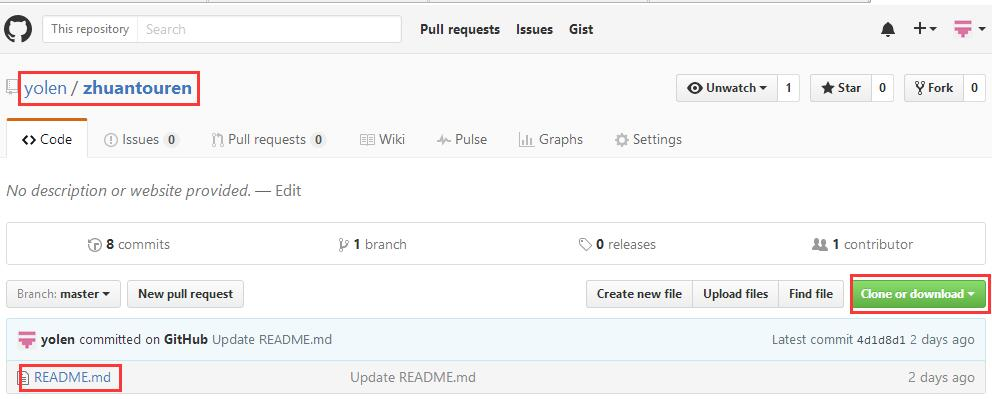 This repository Search Pull requests Issues Gist
yolen / zhuantouren Unwatch 1 Star 0 Fork 0
Code Issues 0 Pull requests 0 Wiki Pulse Graphs Settings
No description or website provided. — Edit
8 commits 1 branch 0 releases 1 contributor
Branch: master New pull request Create new file Upload files Find file Clone or download
yolen committed on GitHub Update README.md Latest commit 4d1d8d1 2 days ago
README.md Update README.md 2 days ago